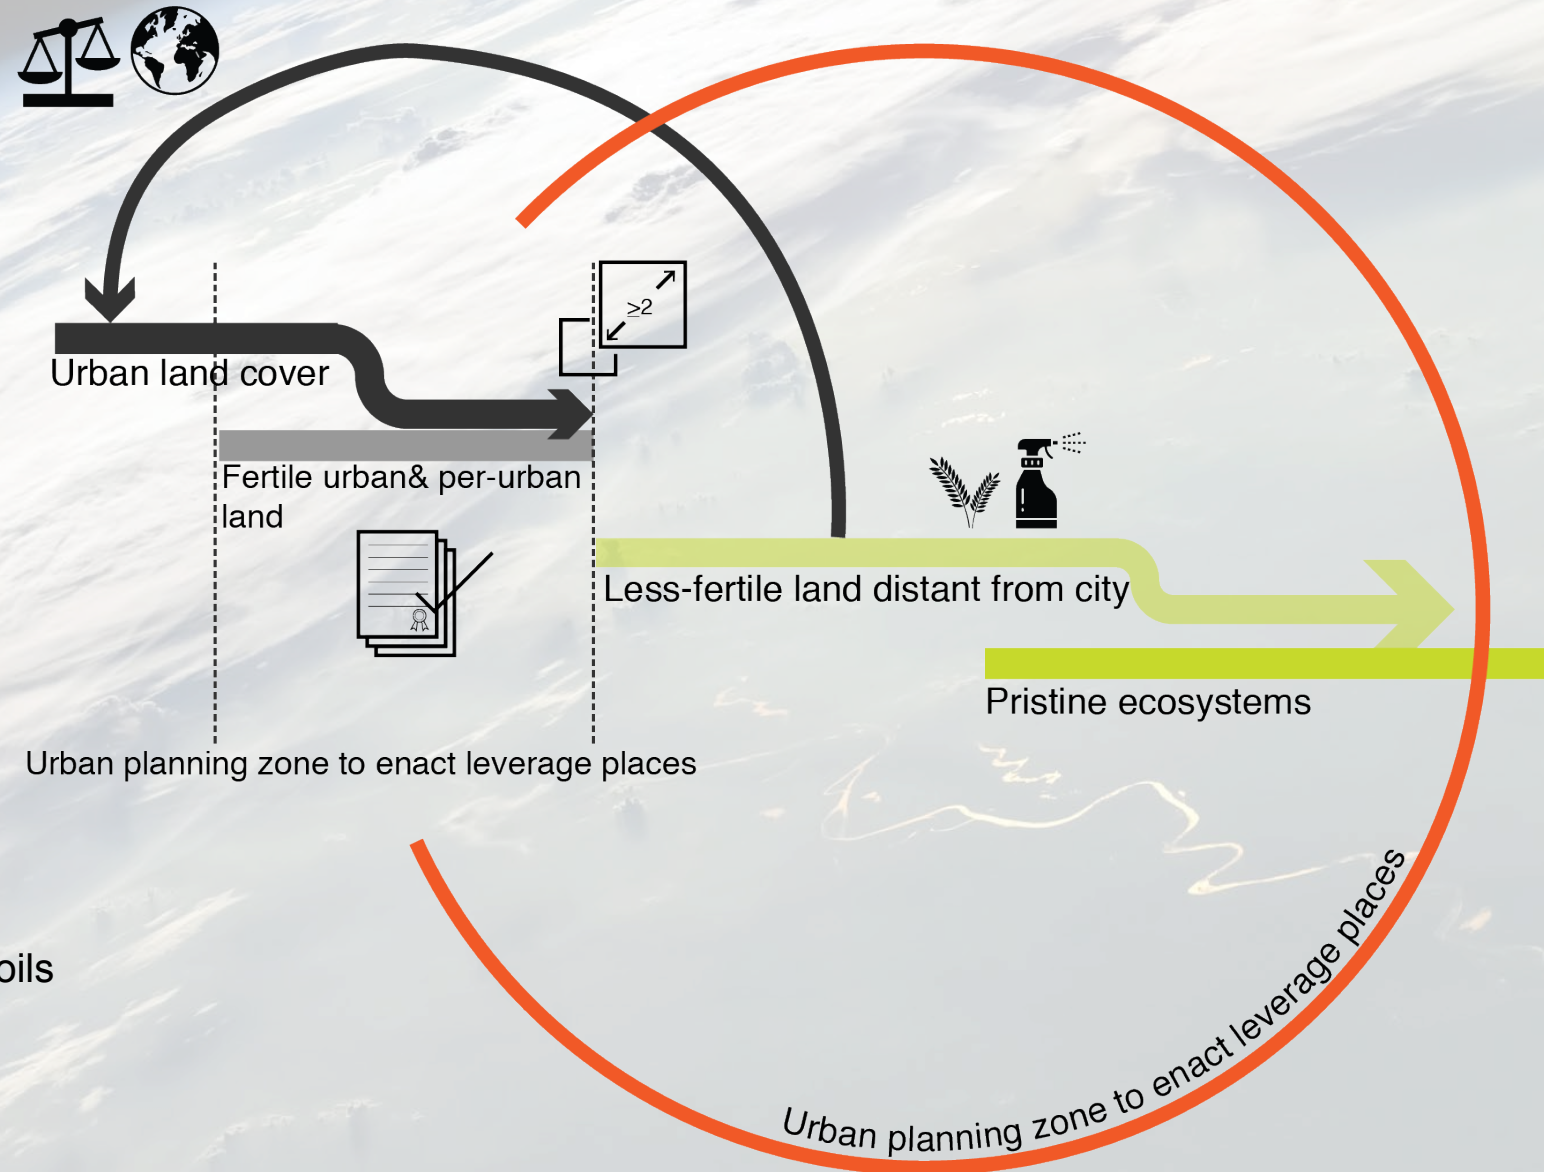 ≥2
Urban land cover
Fertile urban& per-urban
land
Less-fertile land distant from city
Pristine ecosystems
Urban planning zone to enact leverage places
oils
Urban planning zone to enact leverage places